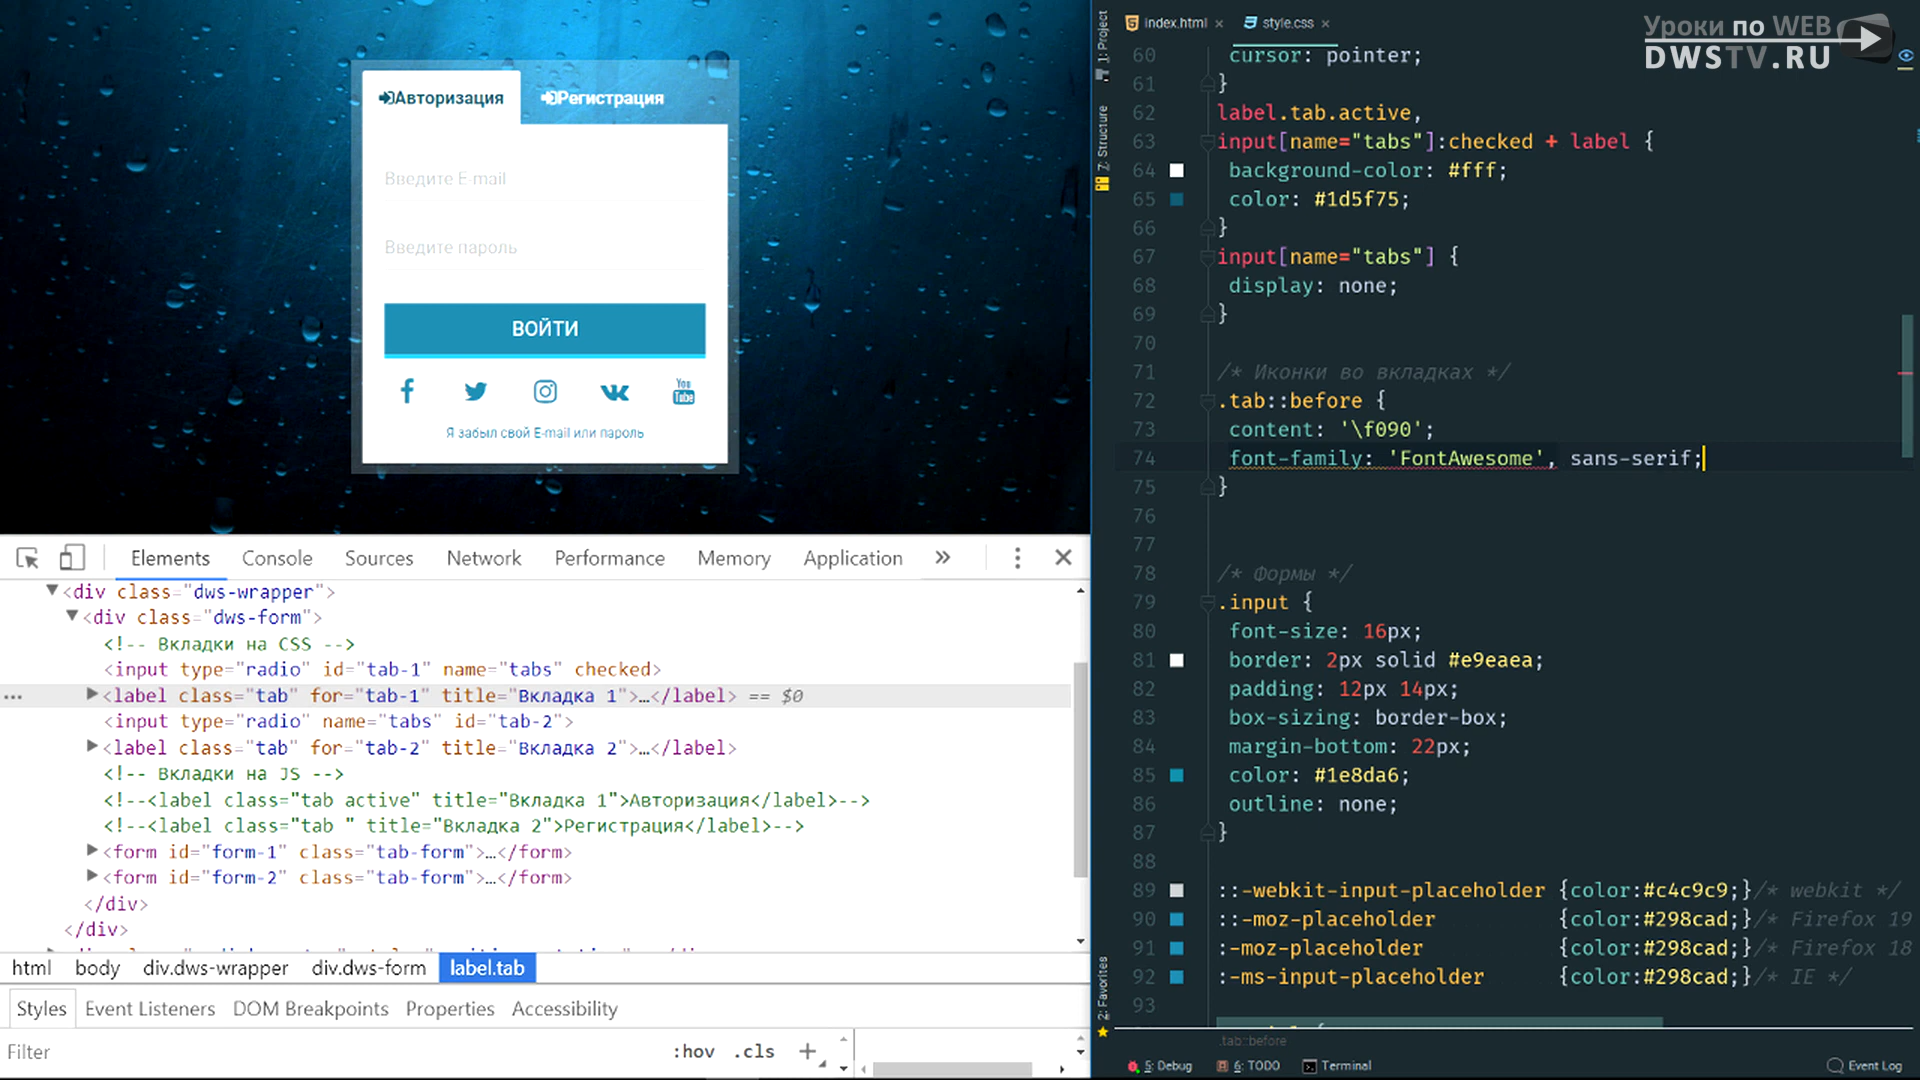 Авторизация
Регистрация
Введите E-mail
Введите пароль
ВОЙТИ
You
Tube
Я забыл свой E-mail или пароль
Elements Console Sources Network Performance Memory Application
<div class="dws-wrapper">
<div class="dws-form">
<!-- Вкладки на CSS -->
<input type="radio" id="tab-1" name="tabs" checked>
<label class="tab" for="tab-1" title="Вкладка 1">…</label> == $0
<input type="radio" name="tabs" id="tab-2">
<label class="tab" for="tab-2" title="Вкладка 2">…</label>
<!-- Вкладки на JS -->
<!--<label class="tab active" title="Вкладка 1">Авторизация</label>-->
<!--<label class="tab " title="Вкладка 2">Регистрация</label>-->
<form id="form-1" class="tab-form">…</form>
<form id="form-2" class="tab-form">…</form>
</div>
</div>
html body div.dws-wrapper div.dws-form label.tab
Styles Event Listeners DOM Breakpoints Properties Accessibility
Filter :hov .cls +
1: Project
7: Structure
2: Favorites
index.html style.css
Уроки по WEB
DWSTV.RU
60 cursor: pointer;
61 }
62 label.tab.active,
63 input[name="tabs"]:checked + label {
64 background-color: #fff;
65 color: #1d5f75;
66 }
67 input[name="tabs"] {
68 display: none;
69 }
70
71 /* Иконки во вкладках */
72 .tab::before {
73 content: '\f090';
74 font-family: 'FontAwesome', sans-serif;
75 }
76
77
78 /* Формы */
79 .input {
80 font-size: 16px;
81 border: 2px solid #e9eaea;
82 padding: 12px 14px;
83 box-sizing: border-box;
84 margin-bottom: 22px;
85 color: #1e8da6;
86 outline: none;
87 }
88
89 ::-webkit-input-placeholder {color:#c4c9c9;}/* webkit */
90 ::-moz-placeholder {color:#298cad;}/* Firefox 19
91 :-moz-placeholder {color:#298cad;}/* Firefox 18
92 :-ms-input-placeholder {color:#298cad;}/* IE */
93
.tab::before
5: Debug 6: TODO Terminal Event Log